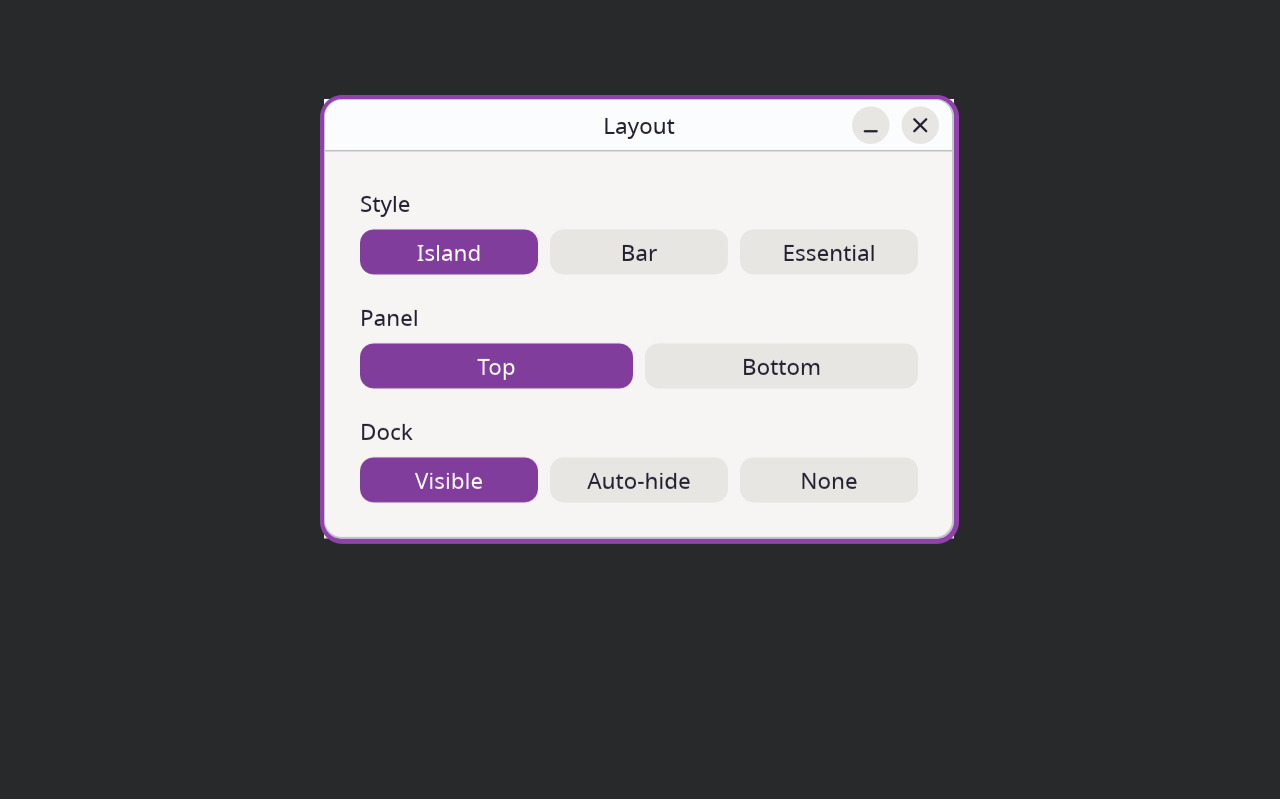 Layout
Style
Island Bar Essential
Panel
Top Bottom
Dock
Visible Auto-hide None